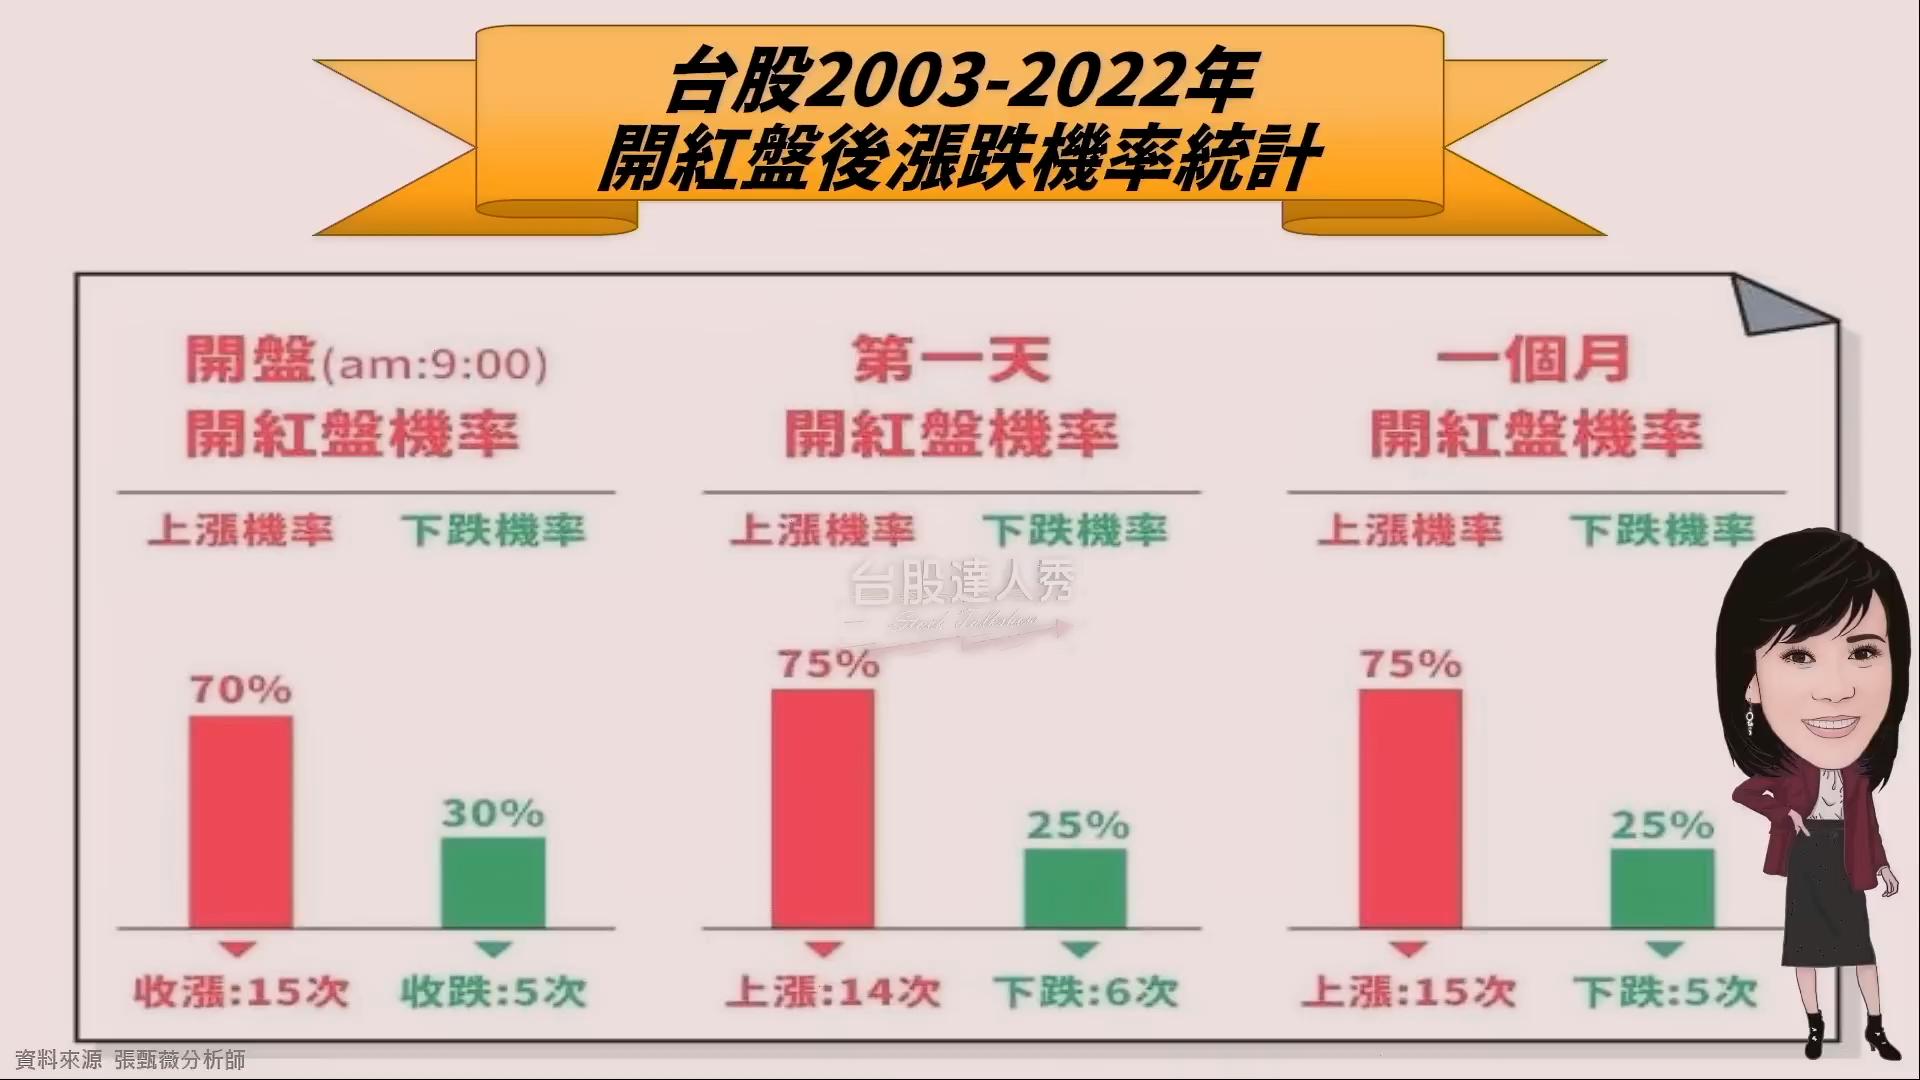 台股2003-2022年
開紅盤後漲跌機率統計
開盤(am:9:00)
開紅盤機率
上漲機率 下跌機率
70%
30%
收漲:15次 收跌:5次
第一天
開紅盤機率
上漲機率 下跌機率
75%
25%
上漲:14次 下跌:6次
一個月
開紅盤機率
上漲機率 下跌機率
75%
25%
上漲:15次 下跌:5次
台股達人秀
Stock Talkshow
資料來源 張甄薇分析師